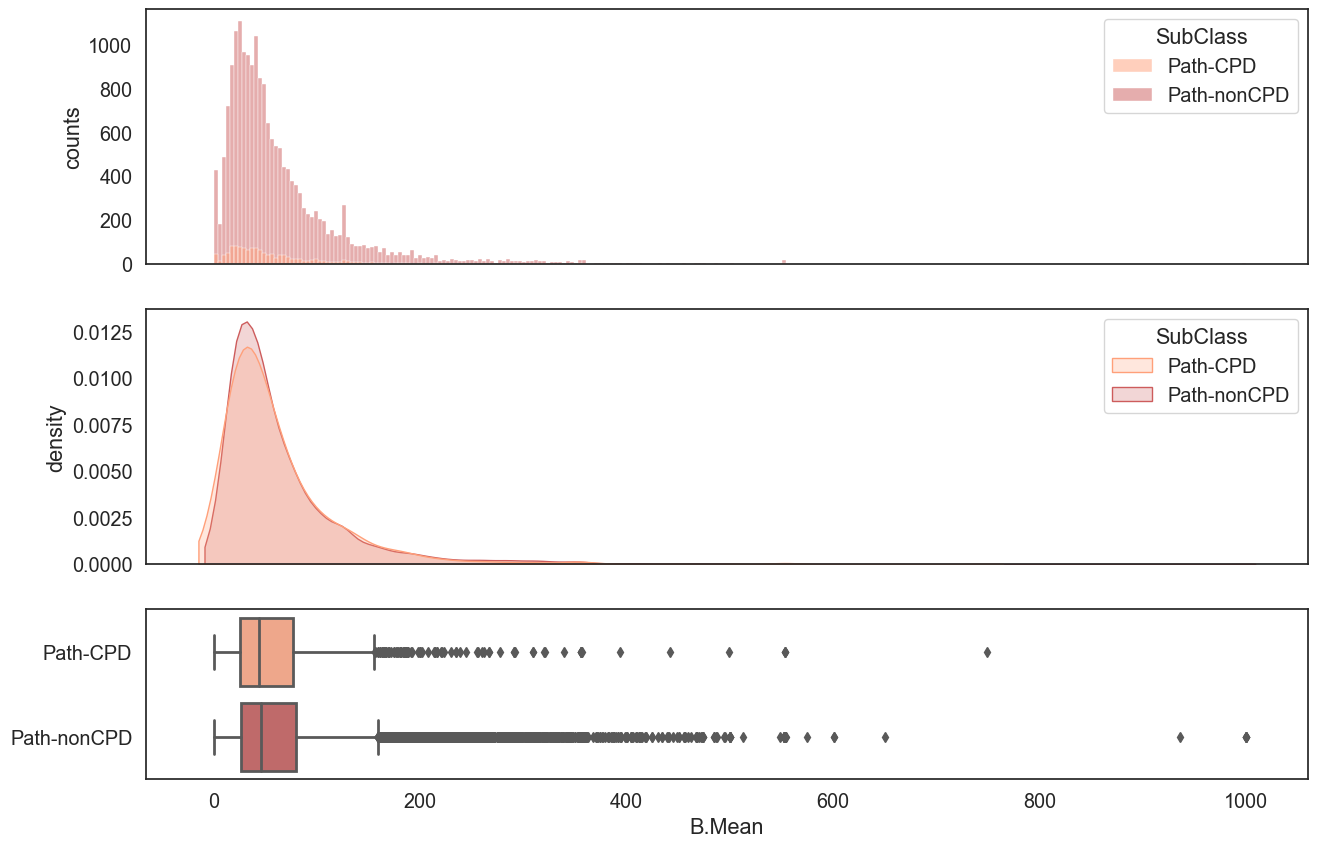 1000
800
600
400
200
0
counts
SubClass
Path-CPD
Path-nonCPD
0.0125
0.0100
0.0075
0.0050
0.0025
0.0000
density
SubClass
Path-CPD
Path-nonCPD
Path-CPD
Path-nonCPD
0 200 400 600 800 1000
B.Mean